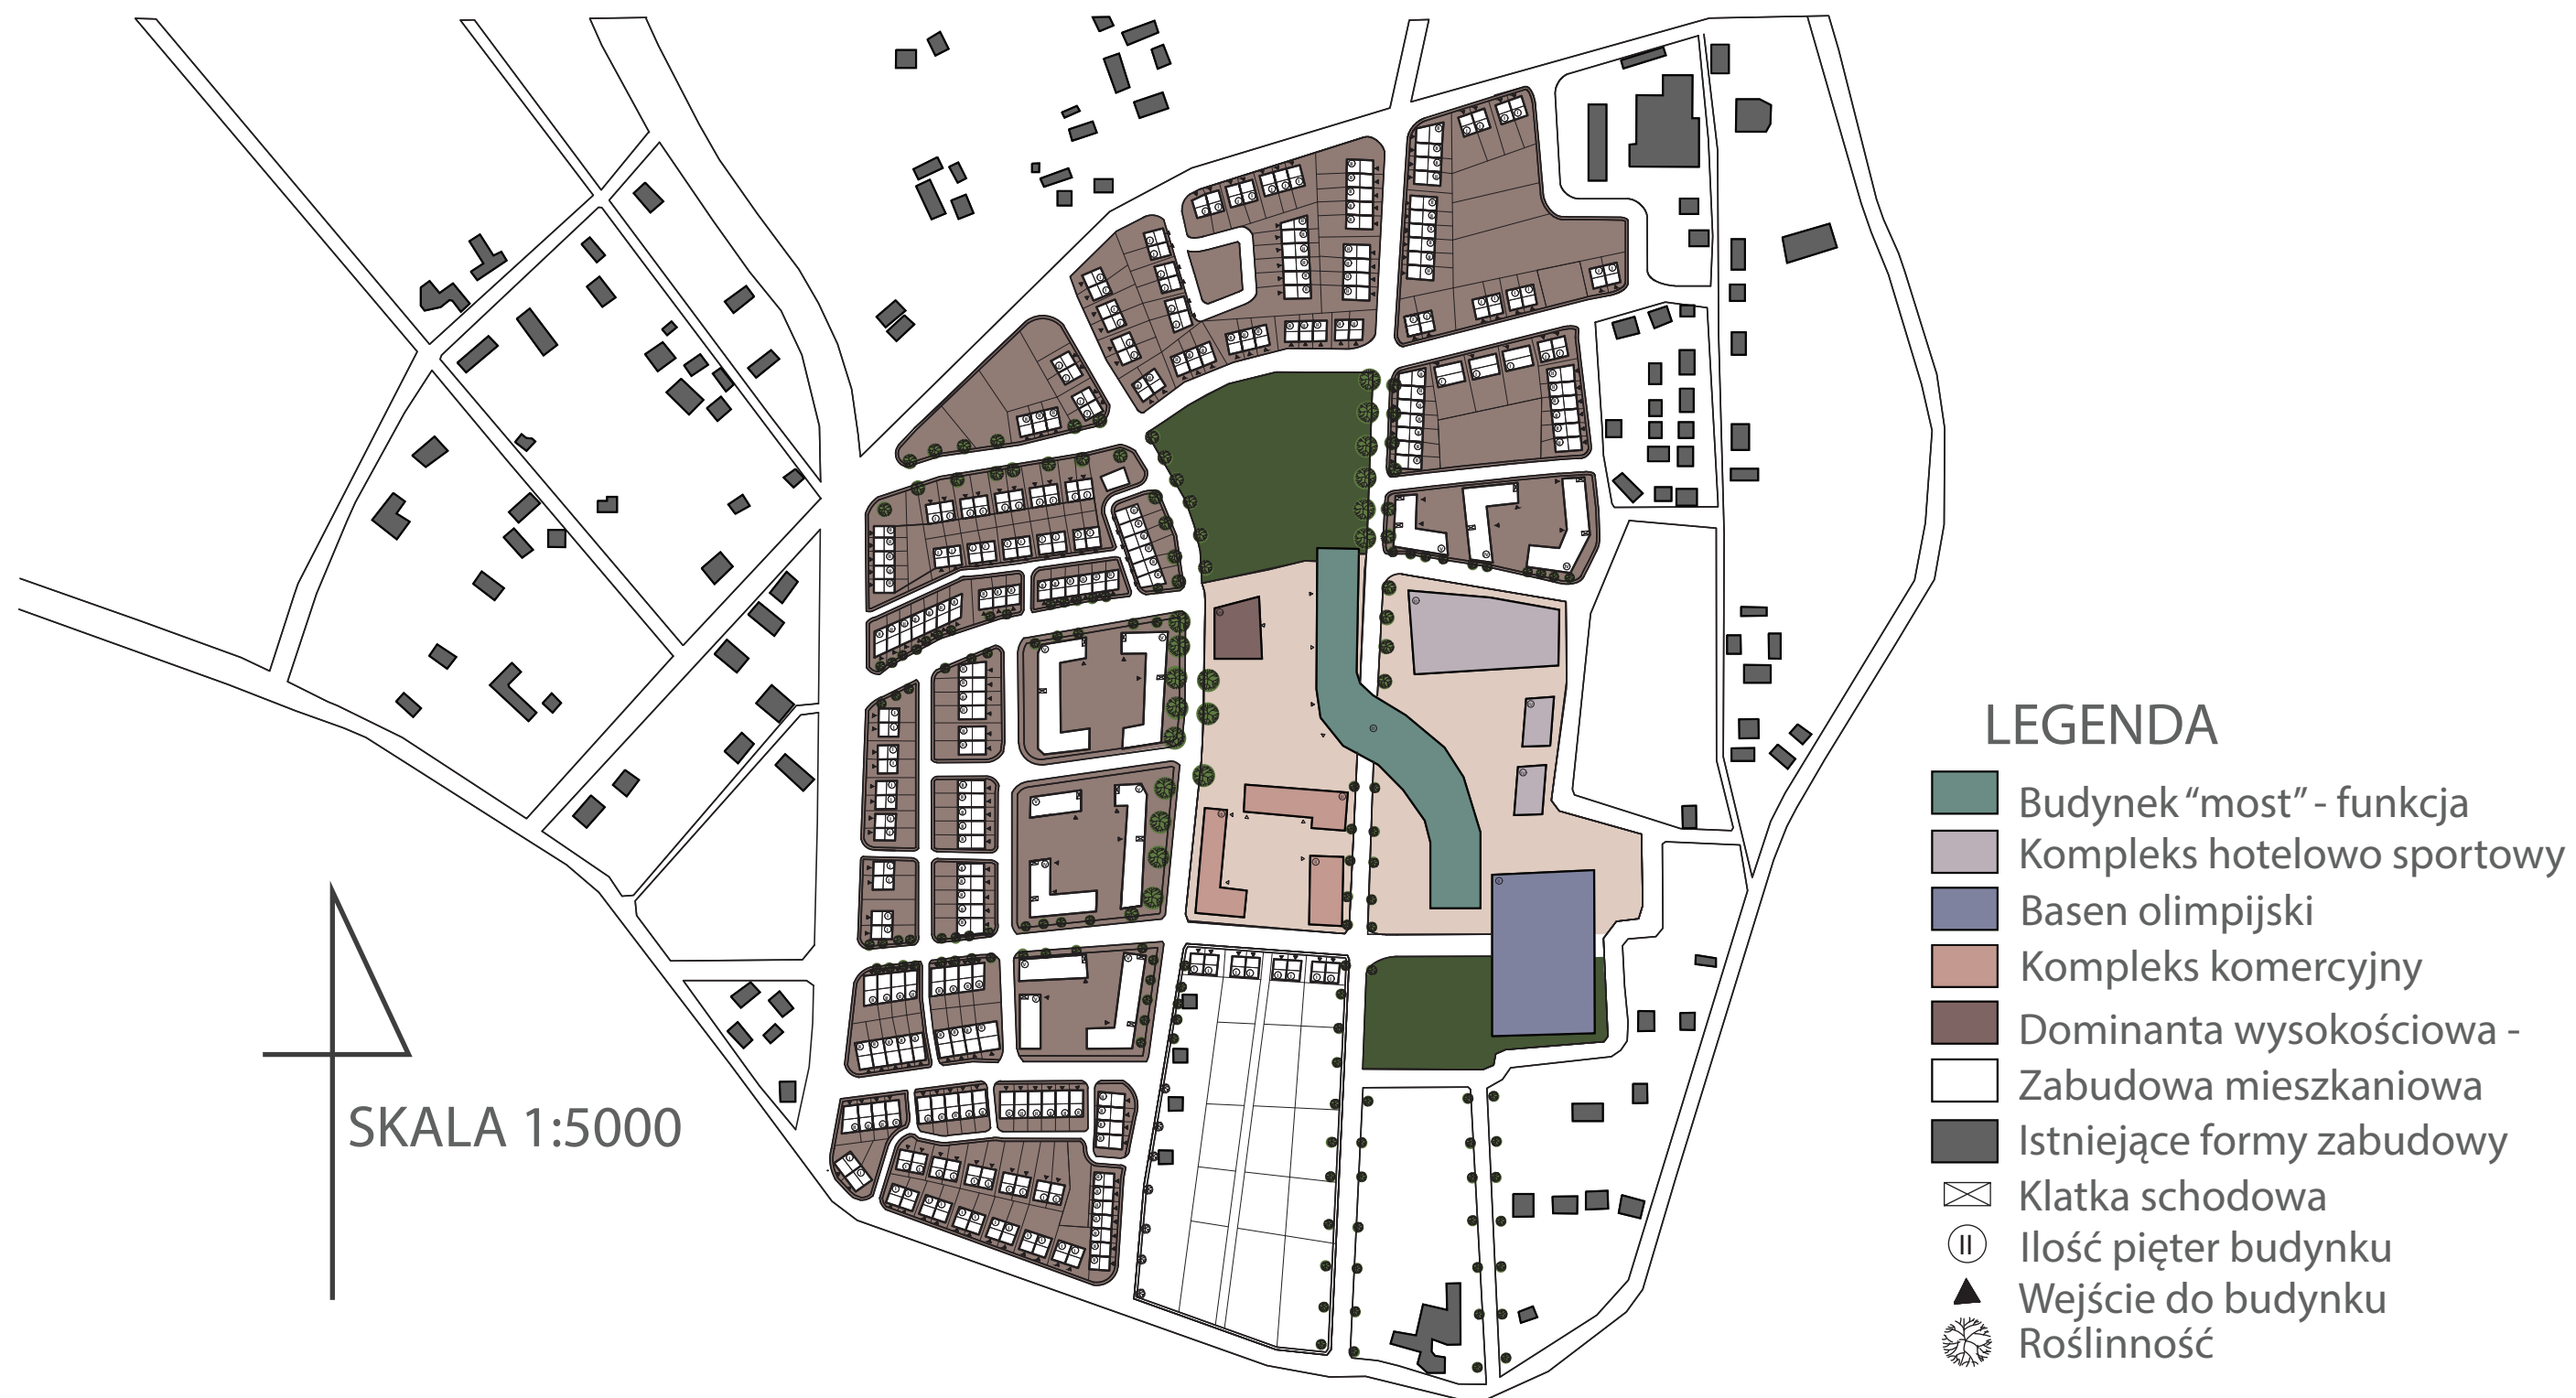 LEGENDA
Budynek “most” - funkcja
Kompleks hotelowo sportowy
Basen olimpijski
Kompleks komercyjny
Dominanta wysokościowa -
Zabudowa mieszkaniowa
Istniejące formy zabudowy
Klatka schodowa
II Ilość pięter budynku
Wejście do budynku
Roślinność
SKALA 1:5000